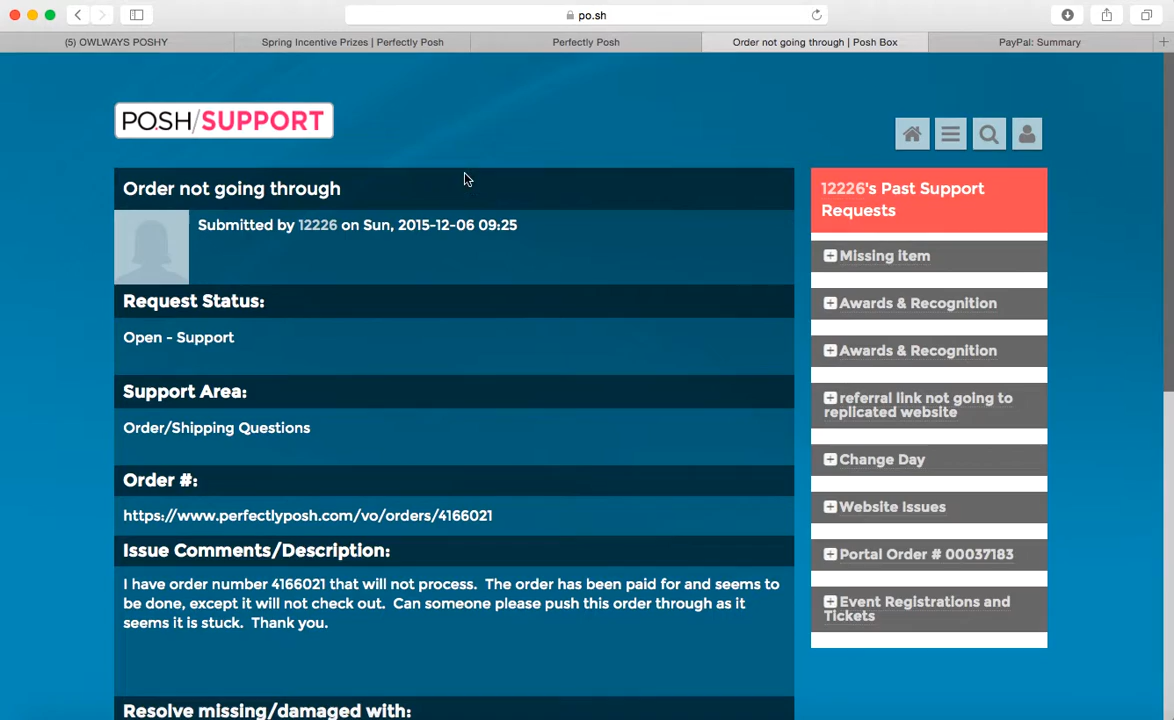 po.sh
(5) OWLWAYS POSHY
Spring Incentive Prizes | Perfectly Posh
Perfectly Posh
Order not going through | Posh Box
PayPal: Summary
PO.SH/SUPPORT
Order not going through
Submitted by 12226 on Sun, 2015-12-06 09:25
Request Status:
Open - Support
Support Area:
Order/Shipping Questions
Order #:
https://www.perfectlyposh.com/vo/orders/4166021
Issue Comments/Description:
I have order number 4166021 that will not process. The order has been paid for and seems to
be done, except it will not check out. Can someone please push this order through as it
seems it is stuck. Thank you.
Resolve missing/damaged with:
12226's Past Support
Requests
Missing item
Awards & Recognition
Awards & Recognition
referral link not going to
replicated website
Change Day
Website Issues
Portal Order # 00037183
Event Registrations and
Tickets